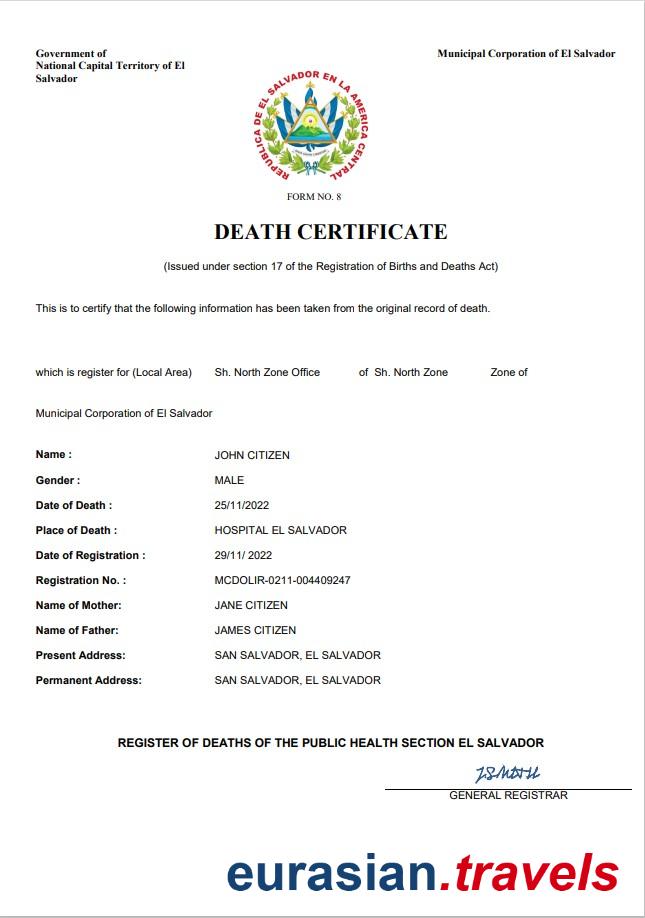 Government of
National Capital Territory of El
Salvador
Municipal Corporation of El Salvador
REPUBLICA DE EL SALVADOR EN LA AMERICA CENTRAL
FORM NO. 8
DEATH CERTIFICATE
(Issued under section 17 of the Registration of Births and Deaths Act)
This is to certify that the following information has been taken from the original record of death.
which is register for (Local Area) Sh. North Zone Office of Sh. North Zone Zone of
Municipal Corporation of El Salvador
Name : JOHN CITIZEN
Gender : MALE
Date of Death : 25/11/2022
Place of Death : HOSPITAL EL SALVADOR
Date of Registration : 29/11/ 2022
Registration No. : MCDOLIR-0211-004409247
Name of Mother: JANE CITIZEN
Name of Father: JAMES CITIZEN
Present Address: SAN SALVADOR, EL SALVADOR
Permanent Address: SAN SALVADOR, EL SALVADOR
REGISTER OF DEATHS OF THE PUBLIC HEALTH SECTION EL SALVADOR
GENERAL REGISTRAR
eurasian.travels